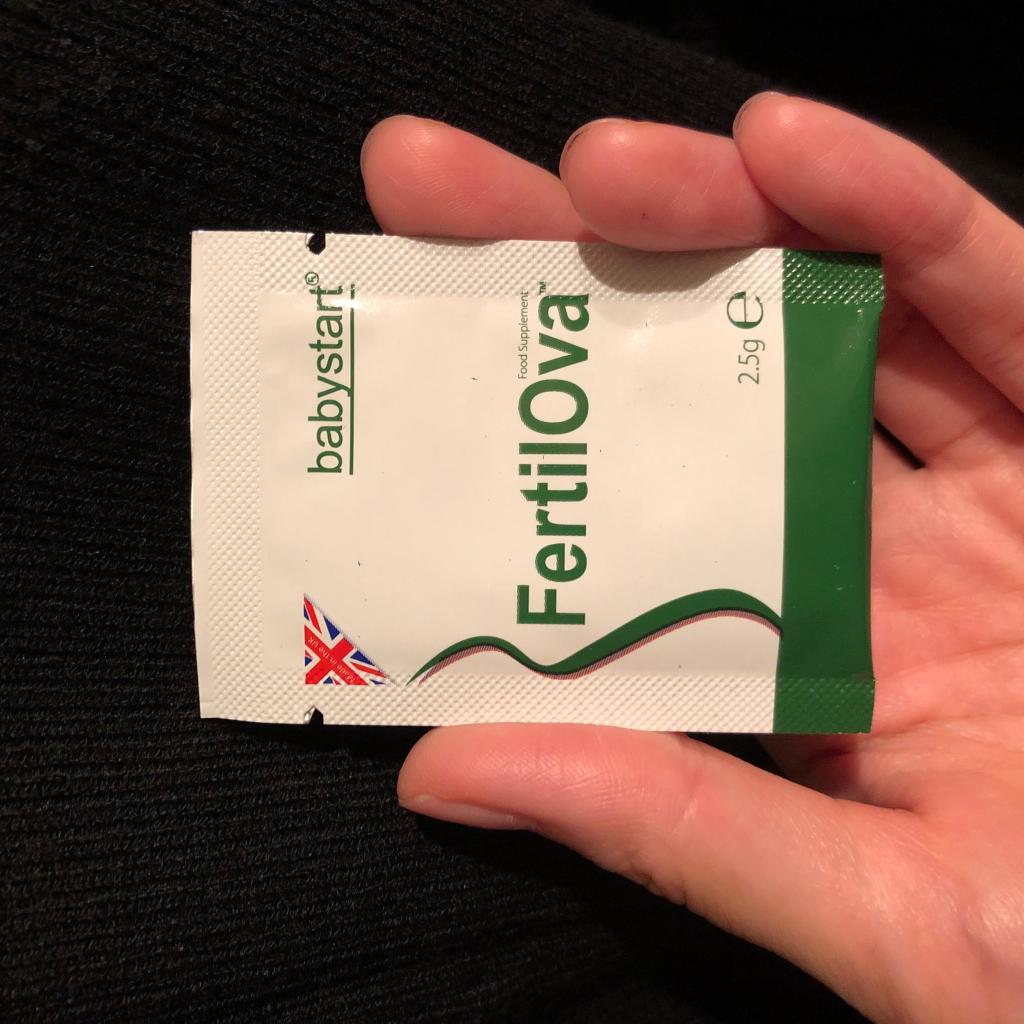 babystart®
Made in the UK
Food Supplement
FertilOva™
2.5g ℮